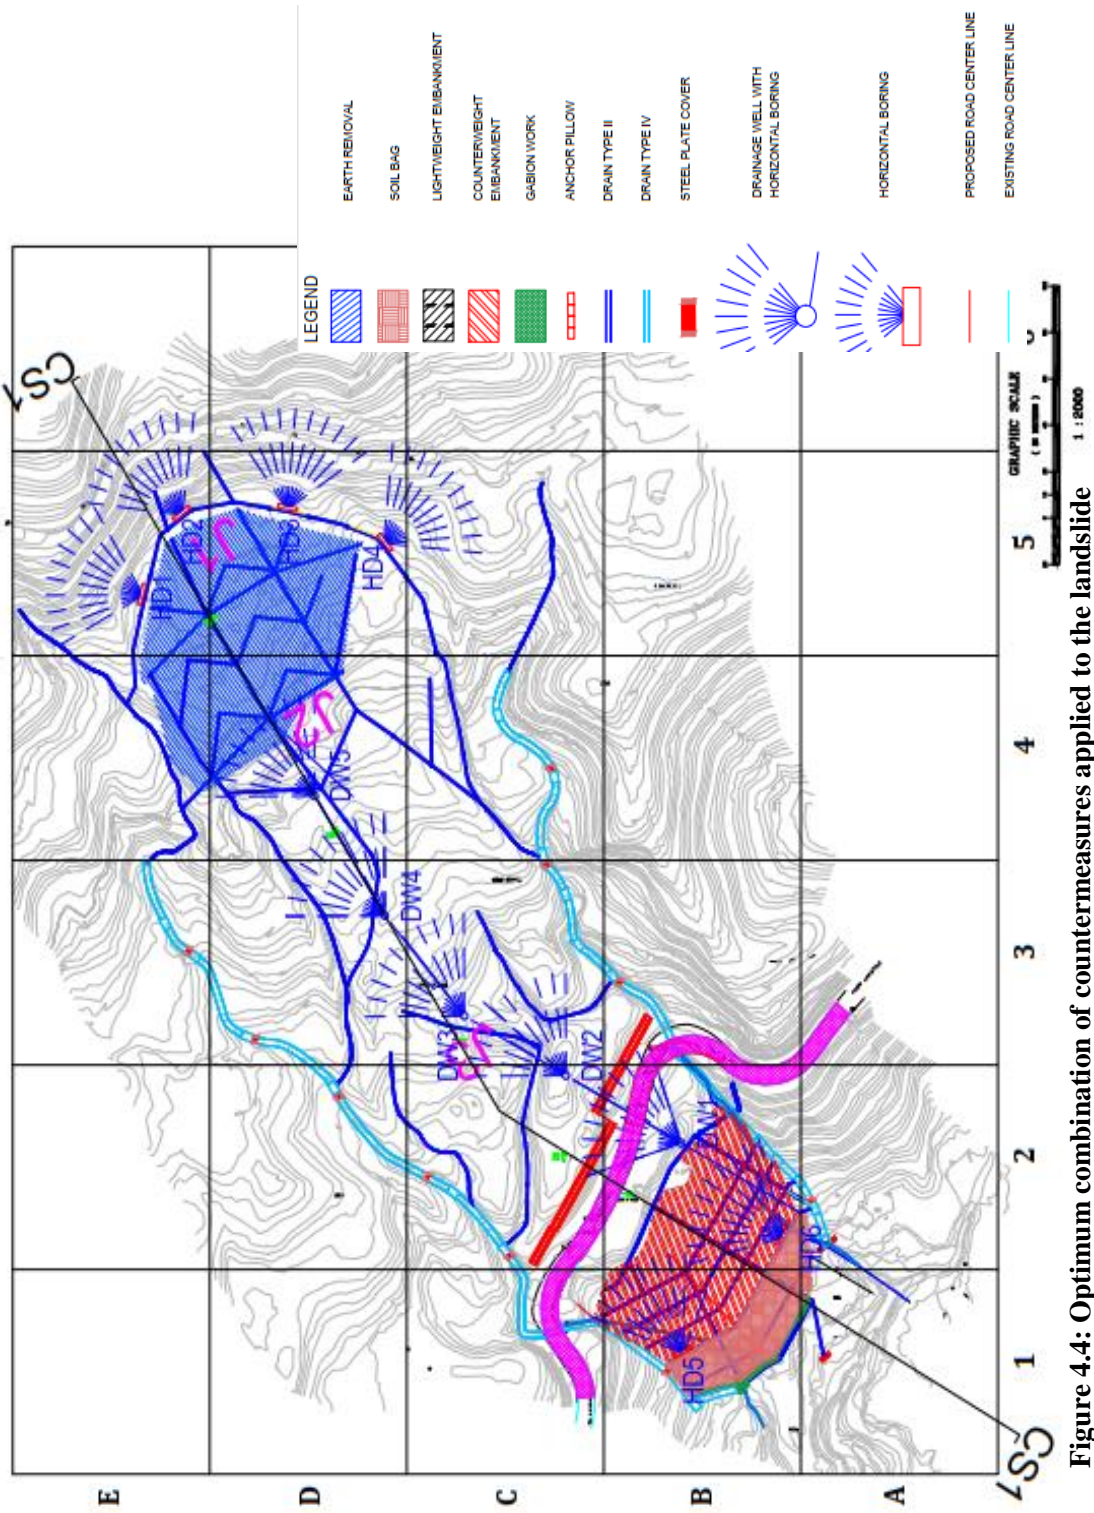 CS1
LEGEND
EARTH REMOVAL
SOIL BAG
LIGHTWEIGHT EMBANKMENT
COUNTERWEIGHT
EMBANKMENT
GABION WORK
ANCHOR PILLOW
DRAIN TYPE II
DRAIN TYPE IV
STEEL PLATE COVER
DRAINAGE WELL WITH
HORIZONTAL BORING
HORIZONTAL BORING
PROPOSED ROAD CENTER LINE
EXISTING ROAD CENTER LINE
GRAPHIC SCALE
1 : 2000
HD1
HD2
HD3
HD4
J1
J2
J3
DW5
DW4
DW3
DW2
DW1
HD5
HD6
CS1
E
D
C
B
A
1
2
3
4
5
Figure 4.4: Optimum combination of countermeasures applied to the landslide